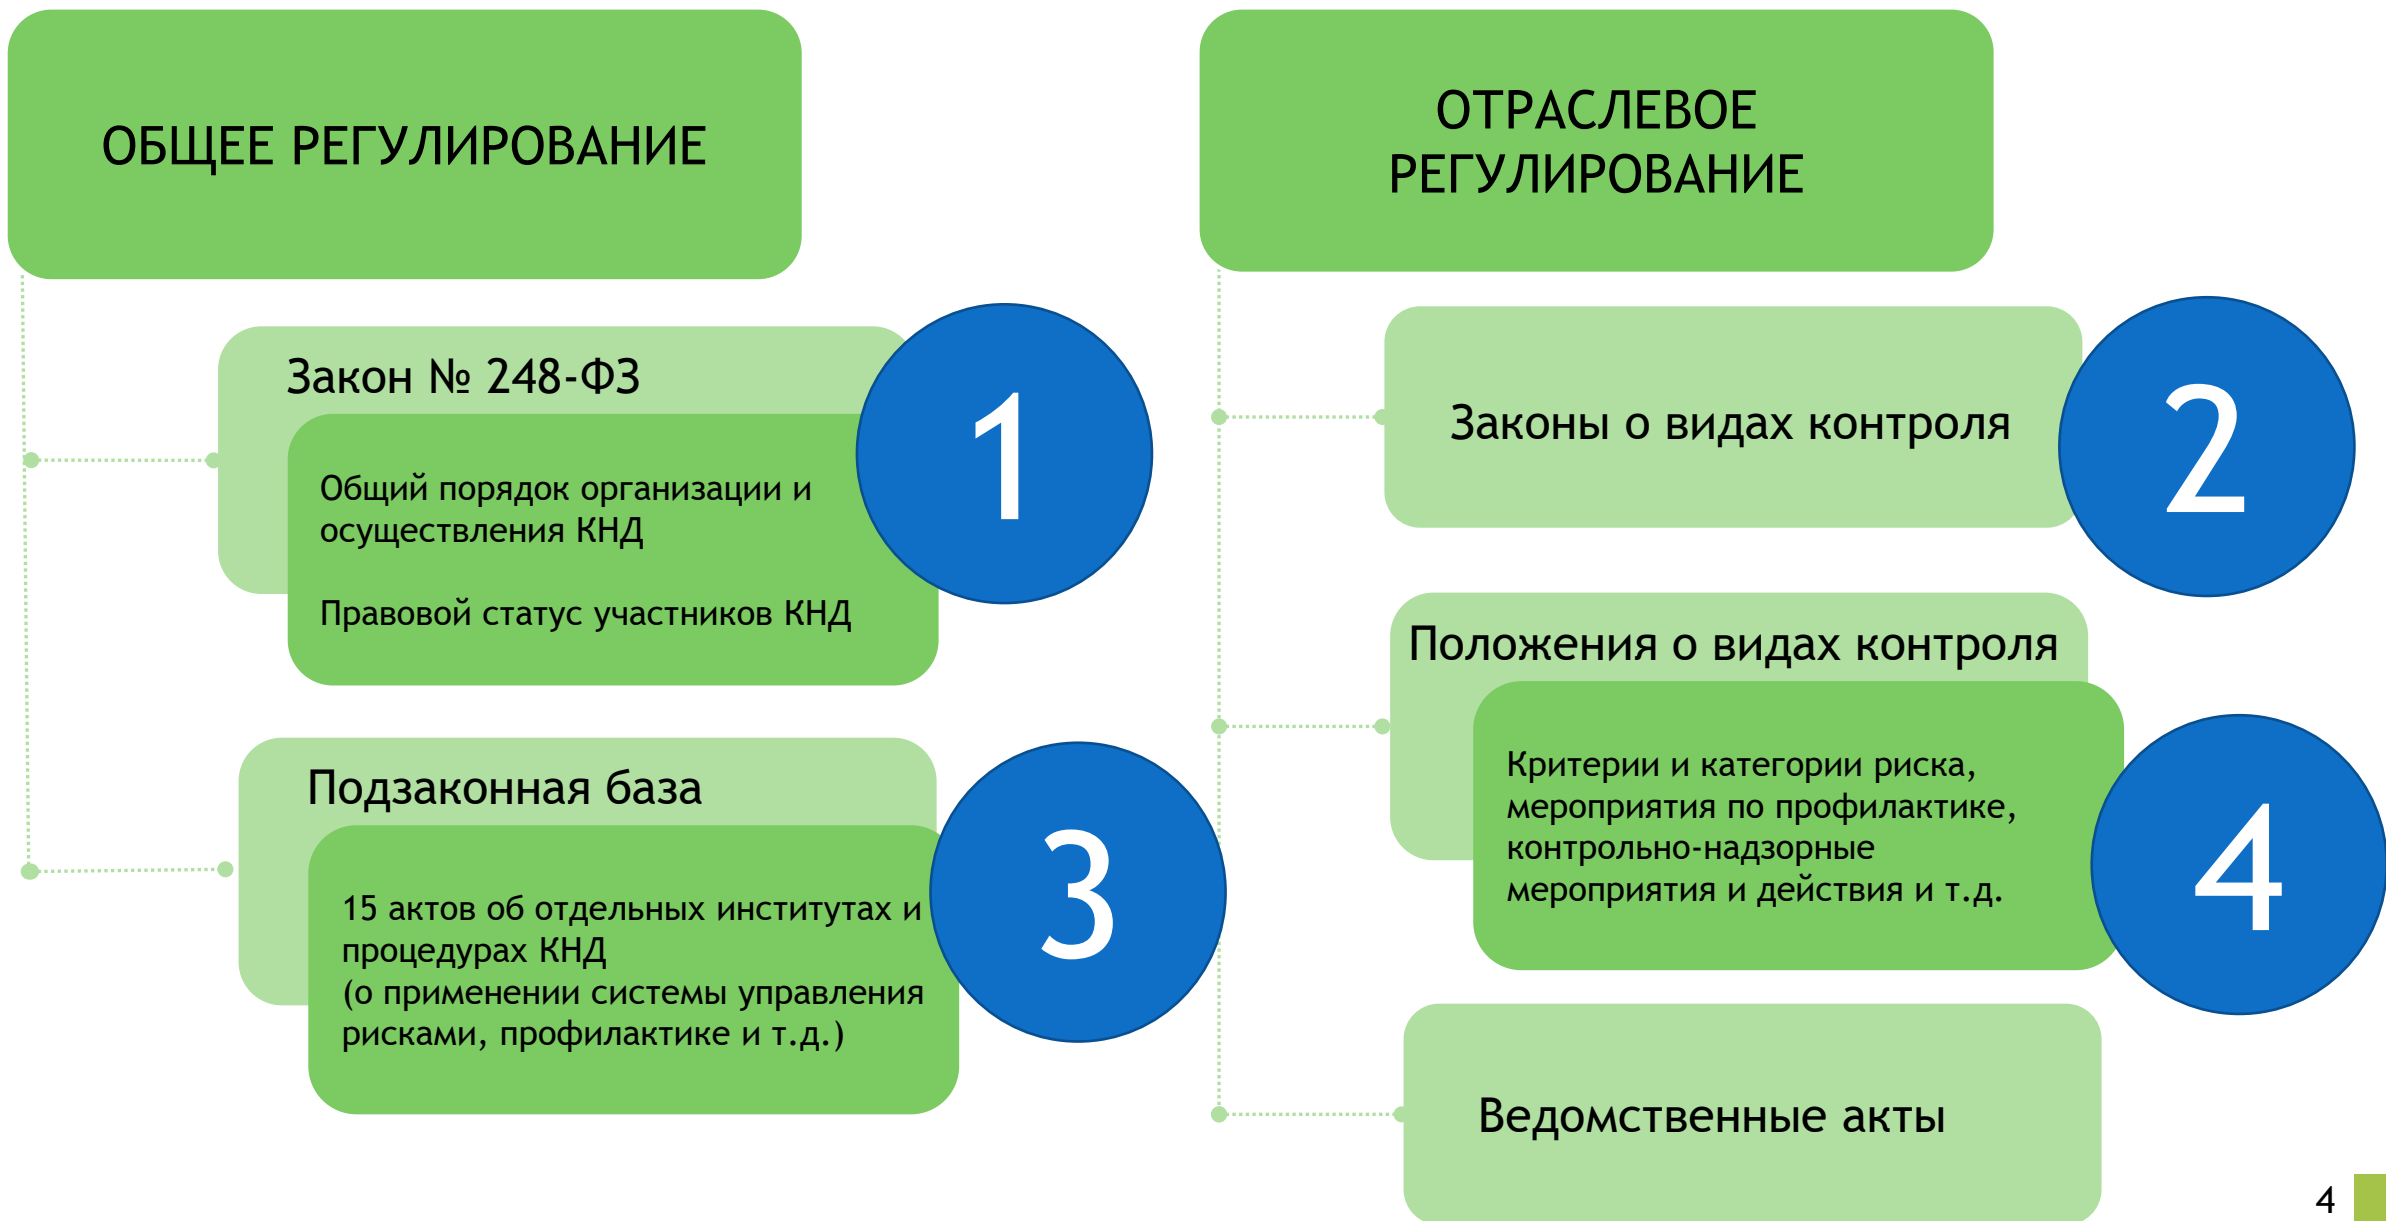 ОБЩЕЕ РЕГУЛИРОВАНИЕ
Закон № 248-ФЗ
Общий порядок организации и
осуществления КНД
Правовой статус участников КНД
1
Подзаконная база
15 актов об отдельных институтах и
процедурах КНД
(о применении системы управления
рисками, профилактике и т.д.)
3
ОТРАСЛЕВОЕ
РЕГУЛИРОВАНИЕ
Законы о видах контроля
2
Положения о видах контроля
Критерии и категории риска,
мероприятия по профилактике,
контрольно-надзорные
мероприятия и действия и т.д.
4
Ведомственные акты
4